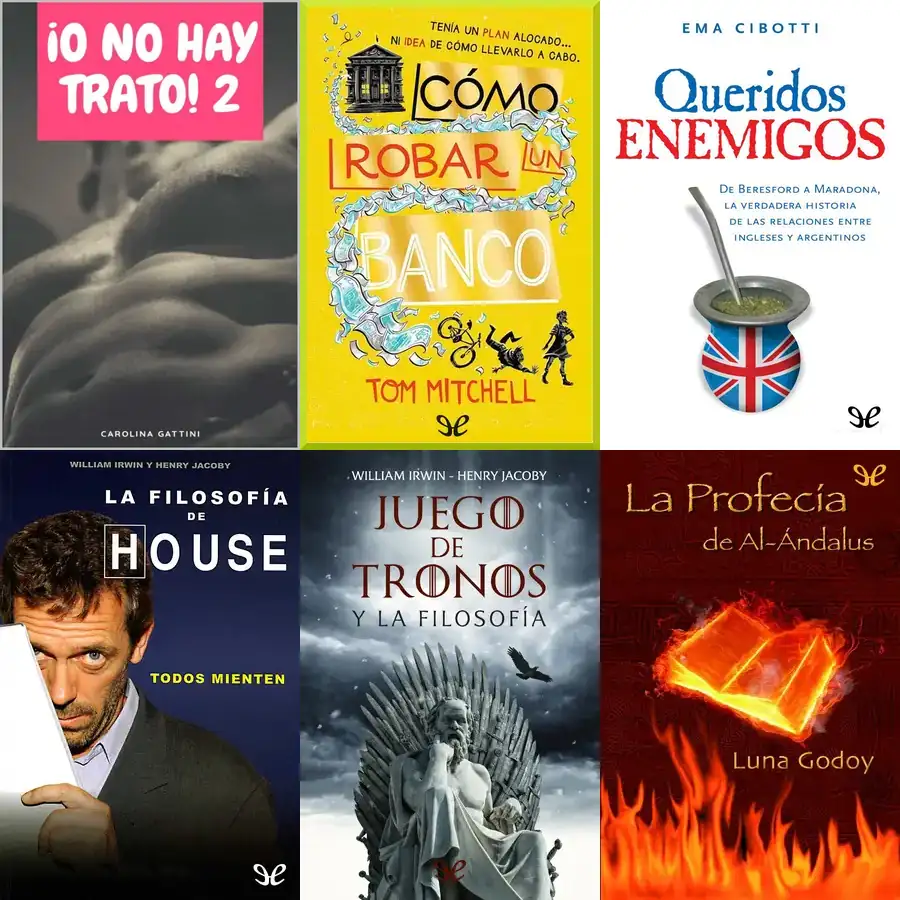 ¡O NO HAY
TRATO! 2
CAROLINA GATTINI
TENÍA UN PLAN ALOCADO...
NI IDEA DE CÓMO LLEVARLO A CABO.
CÓMO
ROBAR UN
BANCO
TOM MITCHELL
EMA CIBOTTI
Queridos
ENEMIGOS
DE BERESFORD A MARADONA,
LA VERDADERA HISTORIA
DE LAS RELACIONES ENTRE
INGLESES Y ARGENTINOS
WILLIAM IRWIN Y HENRY JACOBY
LA FILOSOFÍA
DE
HOUSE
TODOS MIENTEN
WILLIAM IRWIN - HENRY JACOBY
JUEGO
DE
TRONOS
Y LA FILOSOFÍA
La Profecía
de Al-Ándalus
Luna Godoy